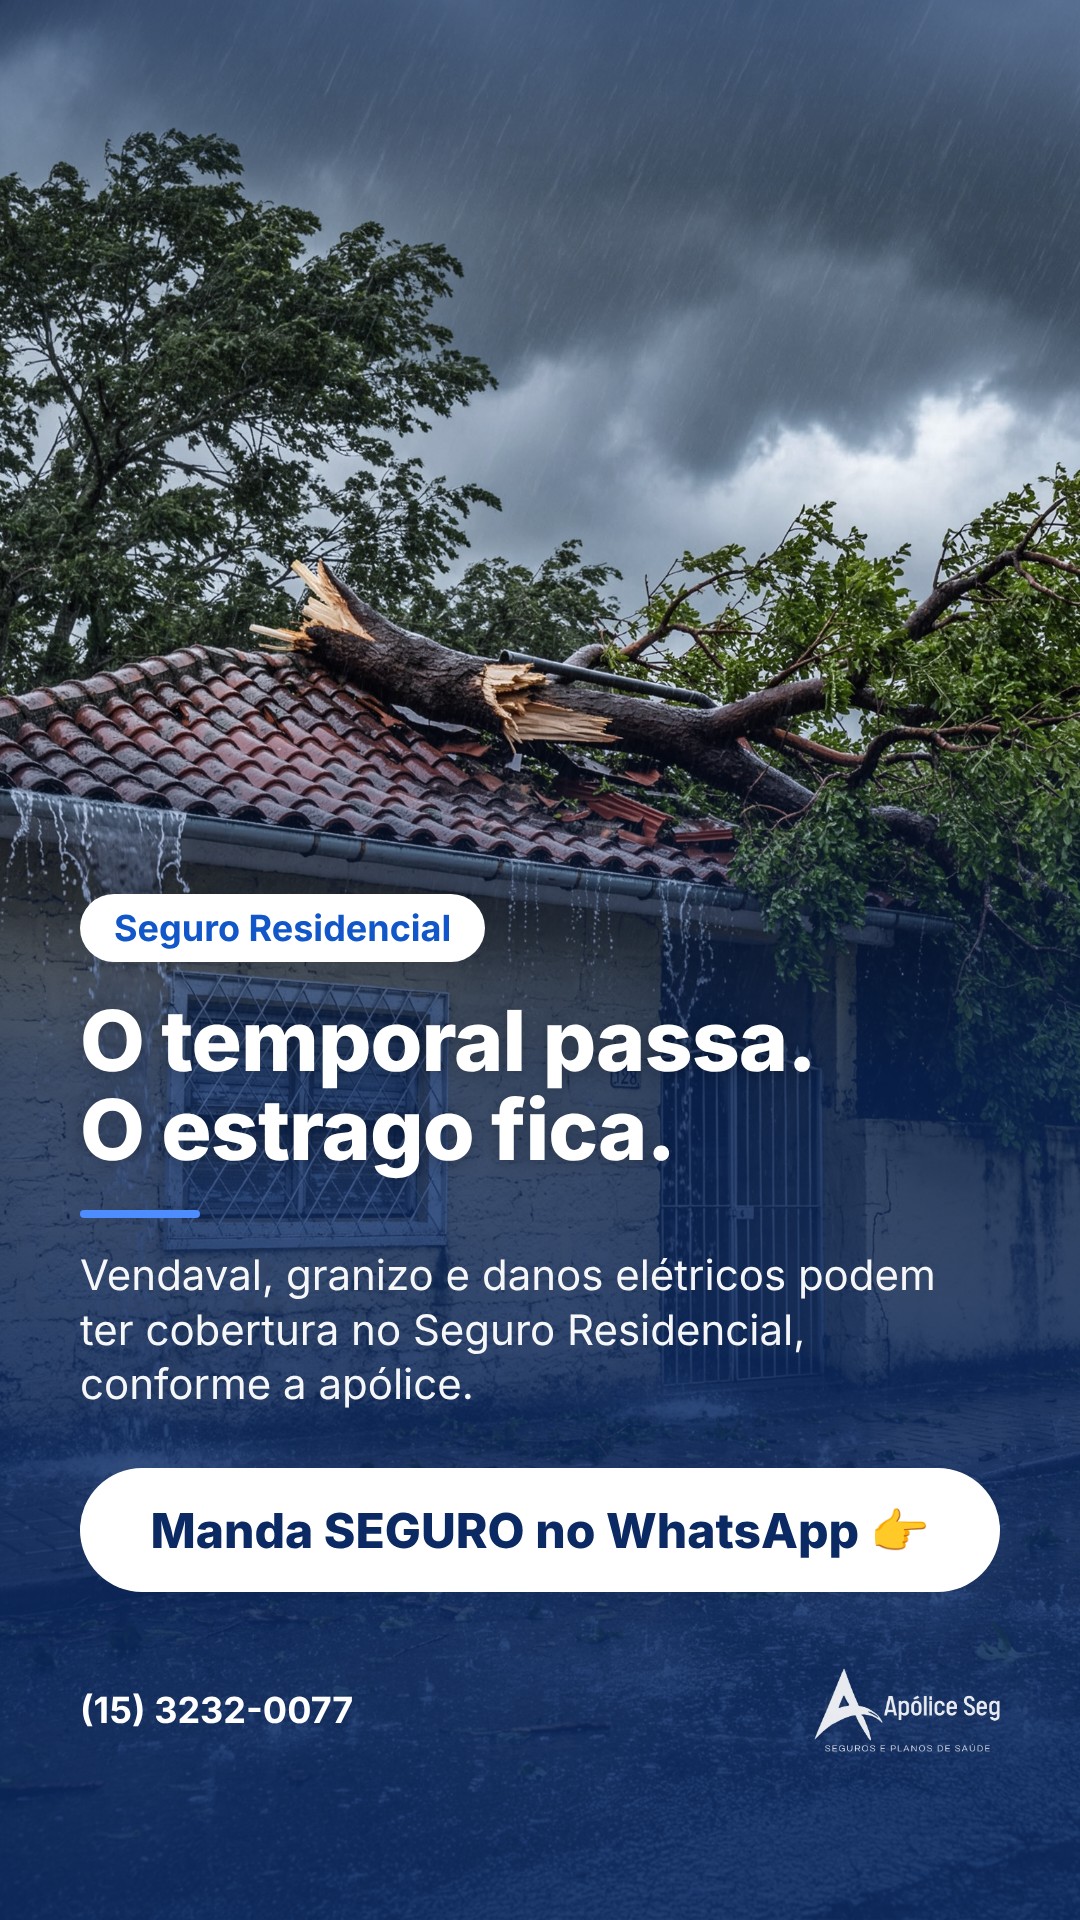 Seguro Residencial
O temporal passa.
O estrago fica.
Vendaval, granizo e danos elétricos podem
ter cobertura no Seguro Residencial,
conforme a apólice.
Manda SEGURO no WhatsApp 👉
(15) 3232-0077
Apólice Seg
SEGUROS E PLANOS DE SAÚDE